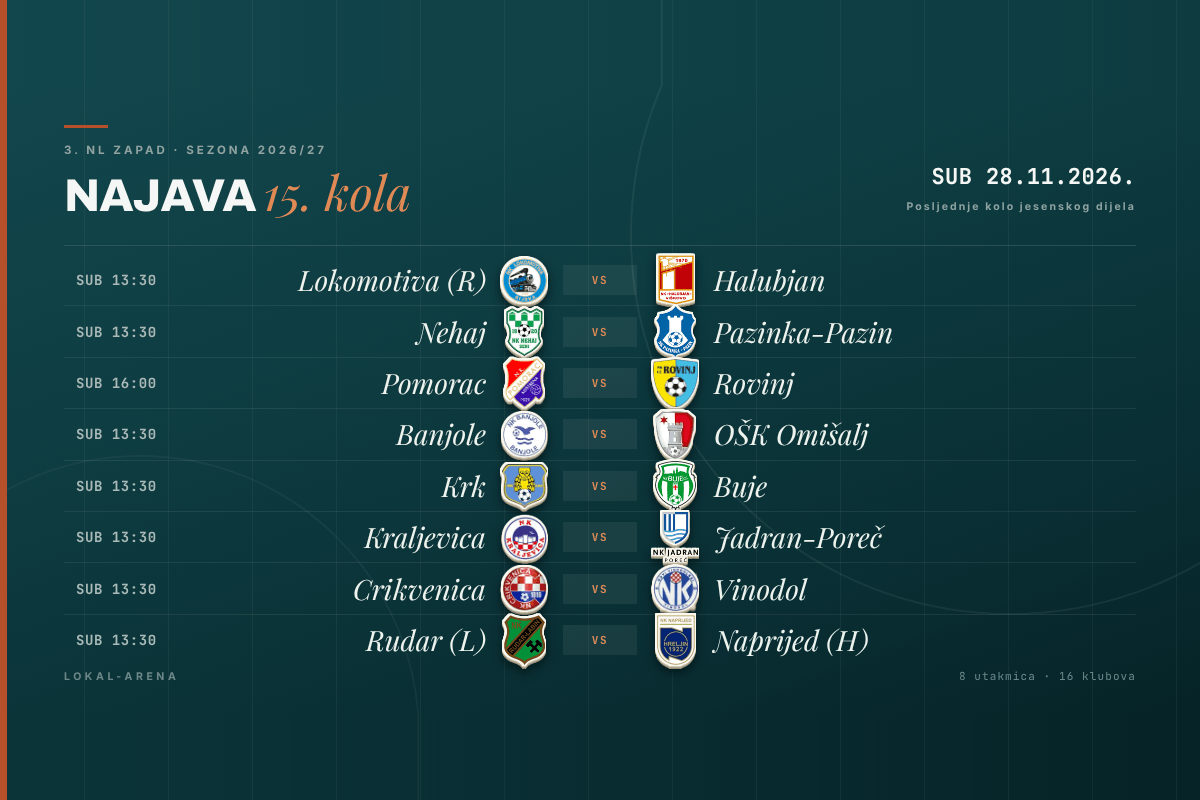 3. NL ZAPAD · SEZONA 2026/27
NAJAVA 15. kola
SUB 28.11.2026.
Posljednje kolo jesenskog dijela
SUB 13:30 Lokomotiva (R) VS Halubjan
SUB 13:30 Nehaj VS Pazinka-Pazin
SUB 16:00 Pomorac VS Rovinj
SUB 13:30 Banjole VS OŠK Omišalj
SUB 13:30 Krk VS Buje
SUB 13:30 Kraljevica VS Jadran-Poreč
SUB 13:30 Crikvenica VS Vinodol
SUB 13:30 Rudar (L) VS Naprijed (H)
LOKAL-ARENA
8 utakmica · 16 klubova